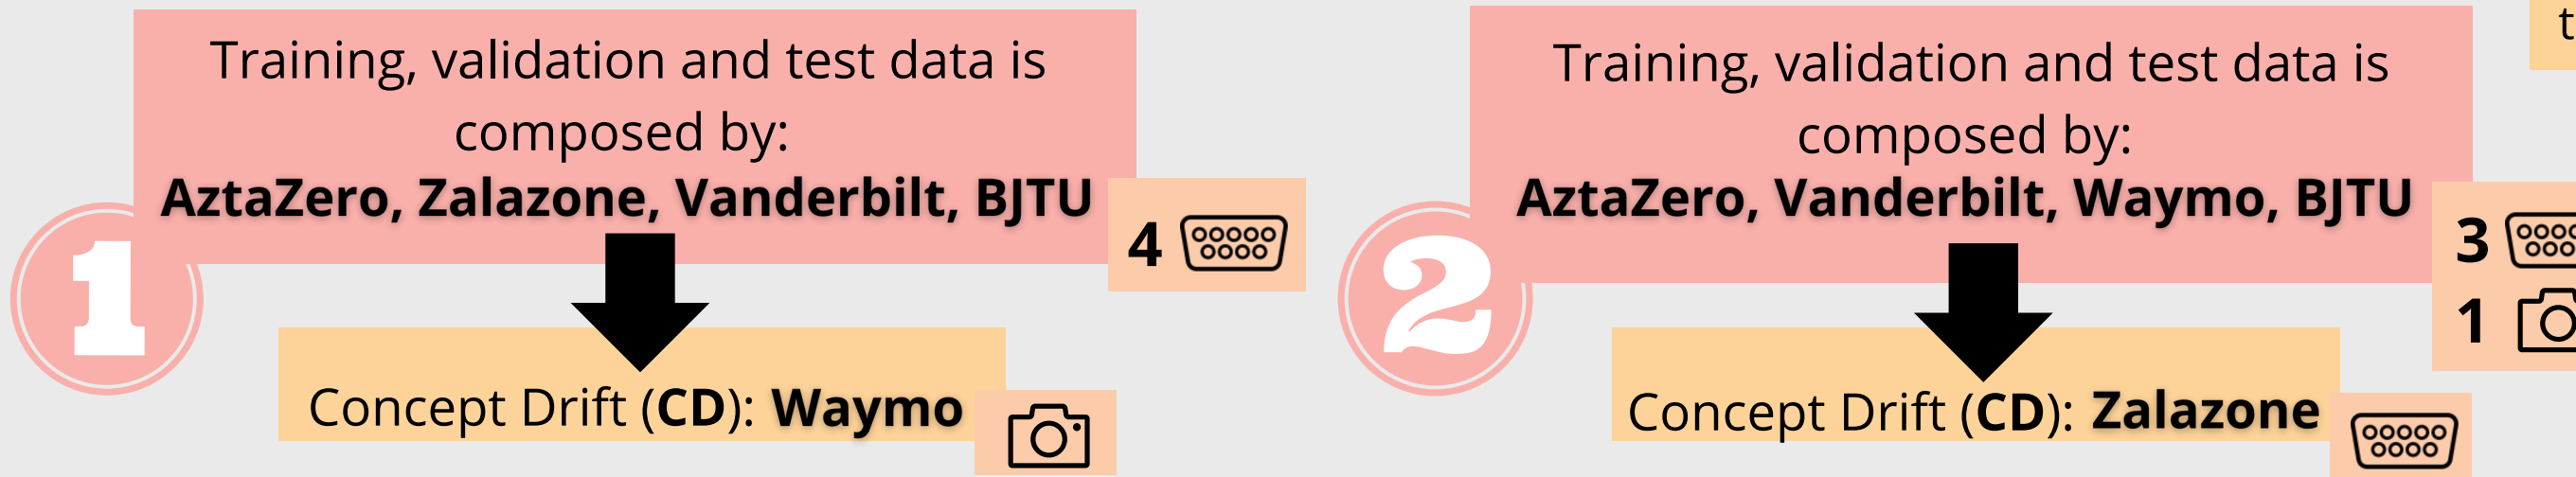 Training, validation and test data is
composed by:
AztaZero, Zalazone, Vanderbilt, BJTU
4
1
Concept Drift (CD): Waymo
Training, validation and test data is
composed by:
AztaZero, Vanderbilt, Waymo, BJTU
3
1
2
Concept Drift (CD): Zalazone
t